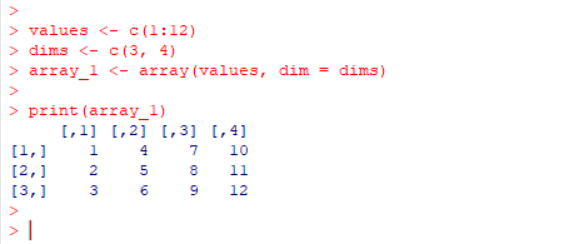 >
> values <- c(1:12)
> dims <- c(3, 4)
> array_1 <- array(values, dim = dims)
>
> print(array_1)
     [,1] [,2] [,3] [,4]
[1,]    1    4    7   10
[2,]    2    5    8   11
[3,]    3    6    9   12
>
>